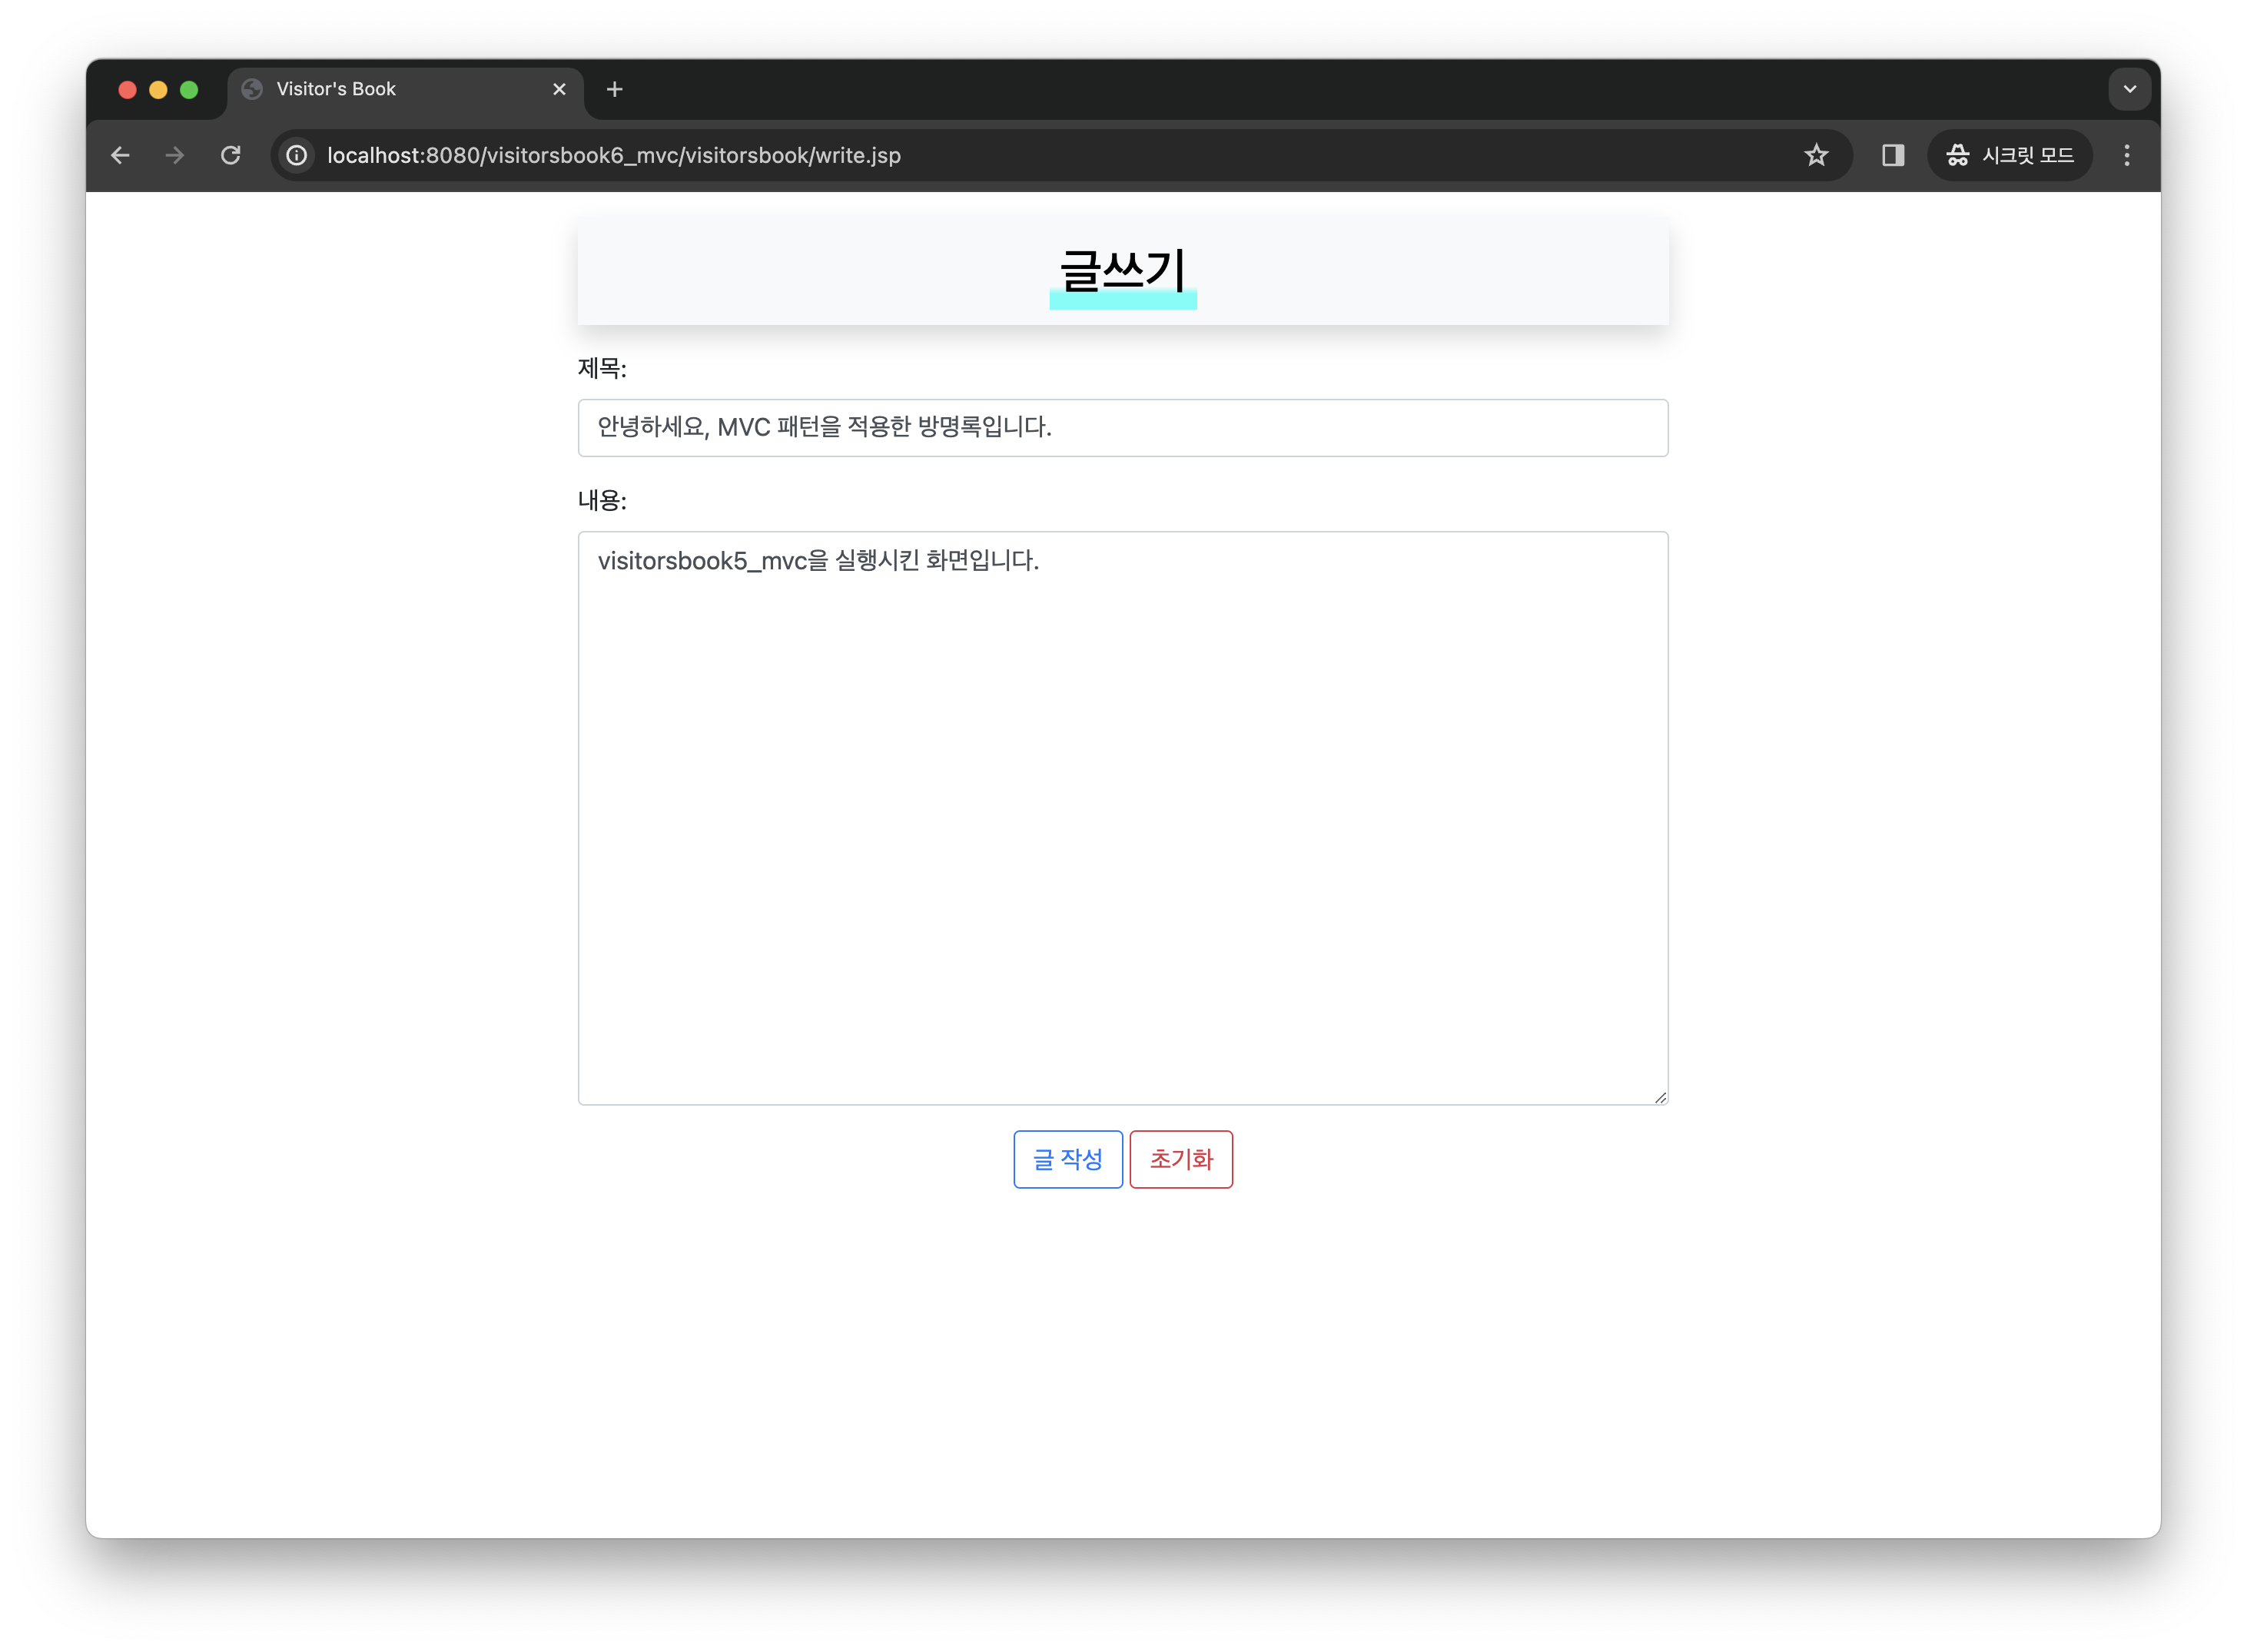 Visitor's Book
localhost:8080/visitorsbook6_mvc/visitorsbook/write.jsp
시크릿 모드
글쓰기
제목:
안녕하세요, MVC 패턴을 적용한 방명록입니다.
내용:
visitorsbook5_mvc을 실행시킨 화면입니다.
글 작성 초기화